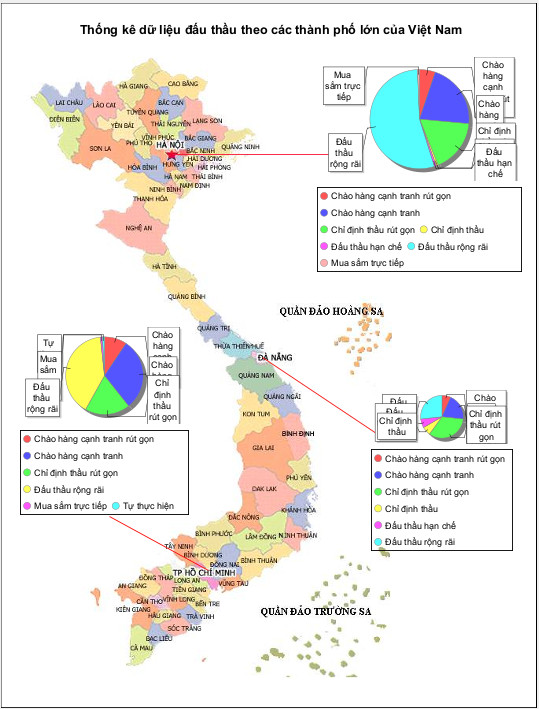 Thống kê dữ liệu đấu thầu theo các thành phố lớn của Việt Nam
Mua
sắm trực
tiếp
Đấu
thầu
rộng rãi
Chào
hàng
cạnh
Chào
hàng
Chỉ định
Đấu
thầu hạn
chế
Chào hàng cạnh tranh rút gọn
Chào hàng cạnh tranh
Chỉ định thầu rút gọn
Chỉ định thầu
Đấu thầu hạn chế
Đấu thầu rộng rãi
Mua sắm trực tiếp
HÀ GIANG
CAO BẰNG
LAI CHÂU
LÀO CAI
BẮC CẠN
ĐIỆN BIÊN
TUYÊN QUANG
LẠNG SƠN
YÊN BÁI
THÁI NGUYÊN
VĨNH PHÚC
BẮC GIANG
SƠN LA
PHÚ THỌ
HÀ NỘI
BẮC NINH
QUẢNG NINH
HẢI DƯƠNG
HÒA BÌNH
HƯNG YÊN
HẢI PHÒNG
HÀ NAM
THÁI BÌNH
NINH BÌNH
NAM ĐỊNH
THANH HÓA
NGHỆ AN
HÀ TĨNH
QUẢNG BÌNH
QUẦN ĐẢO HOÀNG SA
QUẢNG TRỊ
THỪA THIÊN HUẾ
ĐÀ NẴNG
QUẢNG NAM
QUẢNG NGÃI
KON TUM
BÌNH ĐỊNH
GIA LAI
PHÚ YÊN
DAK LAK
KHÁNH HÒA
ĐẮC NÔNG
BÌNH PHƯỚC
LÂM ĐỒNG
NINH THUẬN
TÂY NINH
BÌNH DƯƠNG
BÌNH THUẬN
ĐỒNG NAI
TP HỒ CHÍ MINH
ĐỒNG THÁP
LONG AN
VŨNG TÀU
AN GIANG
TIỀN GIANG
CẦN THƠ
VĨNH LONG
BẾN TRE
KIÊN GIANG
HẬU GIANG
TRÀ VINH
SÓC TRĂNG
BẠC LIÊU
CÀ MAU
QUẦN ĐẢO TRƯỜNG SA
Tự
Mua
sắm
Đấu
thầu
rộng rãi
Chào
hàng
Chỉ
định
thầu
rút gọn
Chào hàng cạnh tranh rút gọn
Chào hàng cạnh tranh
Chỉ định thầu rút gọn
Đấu thầu rộng rãi
Mua sắm trực tiếp
Tự thực hiện
Chỉ định
thầu
Chào
Chỉ định
thầu rút
gọn
Chào hàng cạnh tranh rút gọn
Chào hàng cạnh tranh
Chỉ định thầu rút gọn
Chỉ định thầu
Đấu thầu hạn chế
Đấu thầu rộng rãi